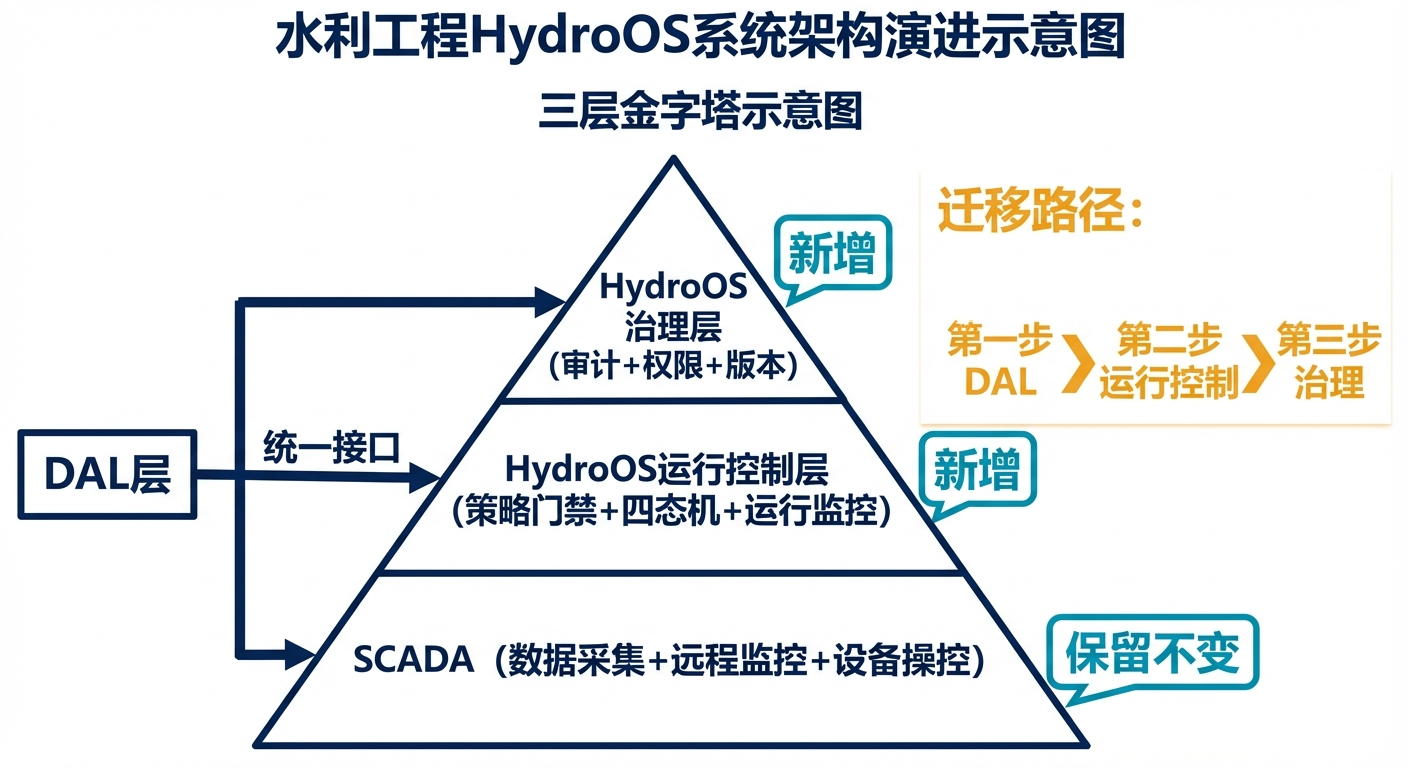 水利工程HydroOS系统架构演进示意图
三层金字塔示意图
迁移路径：
新增
HydroOS
治理层
（审计+权限+版本）
第一步
DAL
第二步
运行控制
第三步
治理
DAL层
统一接口
HydroOS运行控制层
（策略门禁+四态机+运行监控）
新增
SCADA（数据采集+远程监控+设备操控）
保留不变